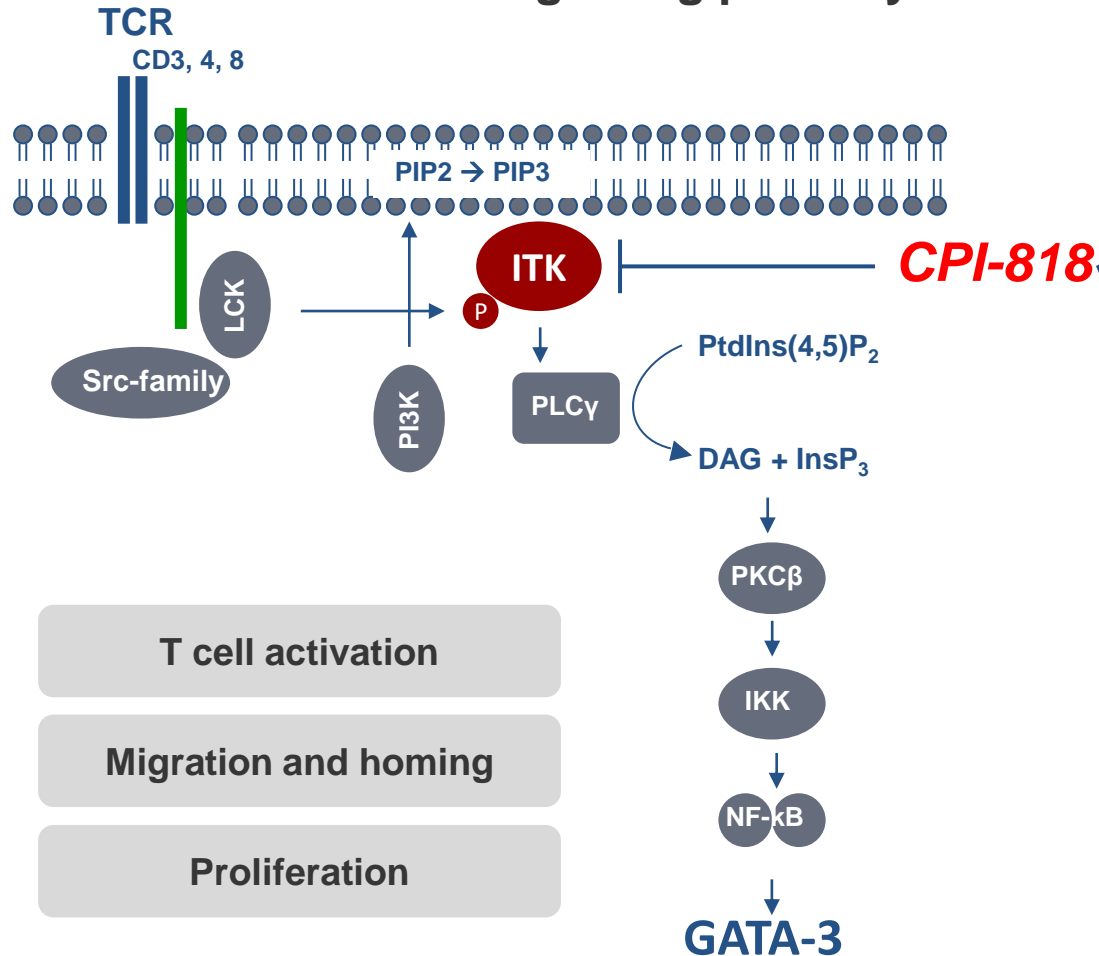 TCR
CD3, 4, 8
PIP2 → PIP3
ITK
CPI-818
LCK
P
PtdIns(4,5)P₂
Src-family
PI3K
PLCγ
DAG + InsP₃
PKCβ
T cell activation
IKK
Migration and homing
NF-κB
Proliferation
GATA-3